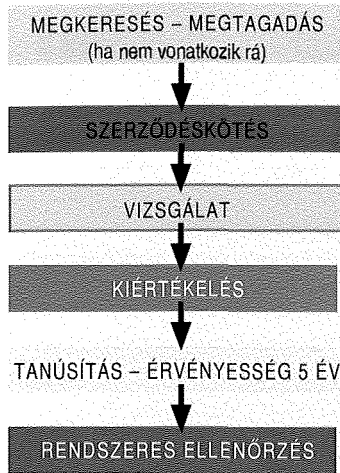 MEGKERESÉS – MEGTAGADÁS
(ha nem vonatkozik rá)
SZERZŐDÉSKÖTÉS
VIZSGÁLAT
KIÉRTÉKELÉS
TANÚSÍTÁS – ÉRVÉNYESSÉG 5 ÉV
RENDSZERES ELLENŐRZÉS